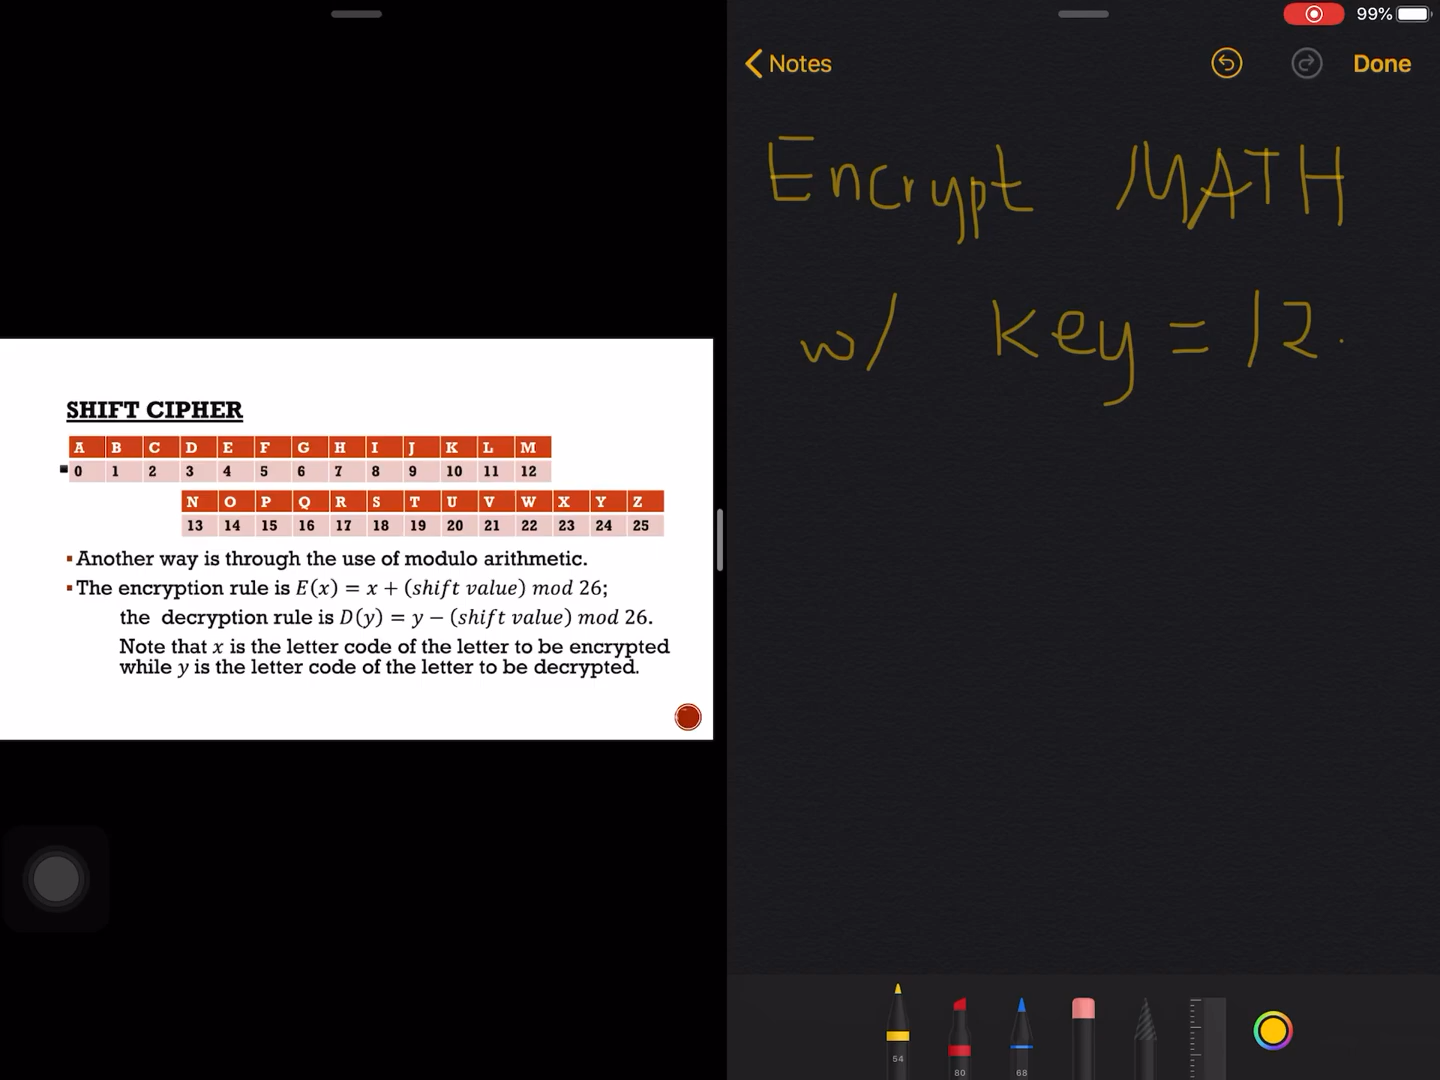 99%
Notes
Done
Encrypt MATH
w/ key = 12.
SHIFT CIPHER
A B C D E F G H I J K L M
0 1 2 3 4 5 6 7 8 9 10 11 12
N O P Q R S T U V W X Y Z
13 14 15 16 17 18 19 20 21 22 23 24 25
▪ Another way is through the use of modulo arithmetic.
▪ The encryption rule is E(x) = x + (shift value) mod 26;
the decryption rule is D(y) = y − (shift value) mod 26.
Note that x is the letter code of the letter to be encrypted
while y is the letter code of the letter to be decrypted.
54
80
68